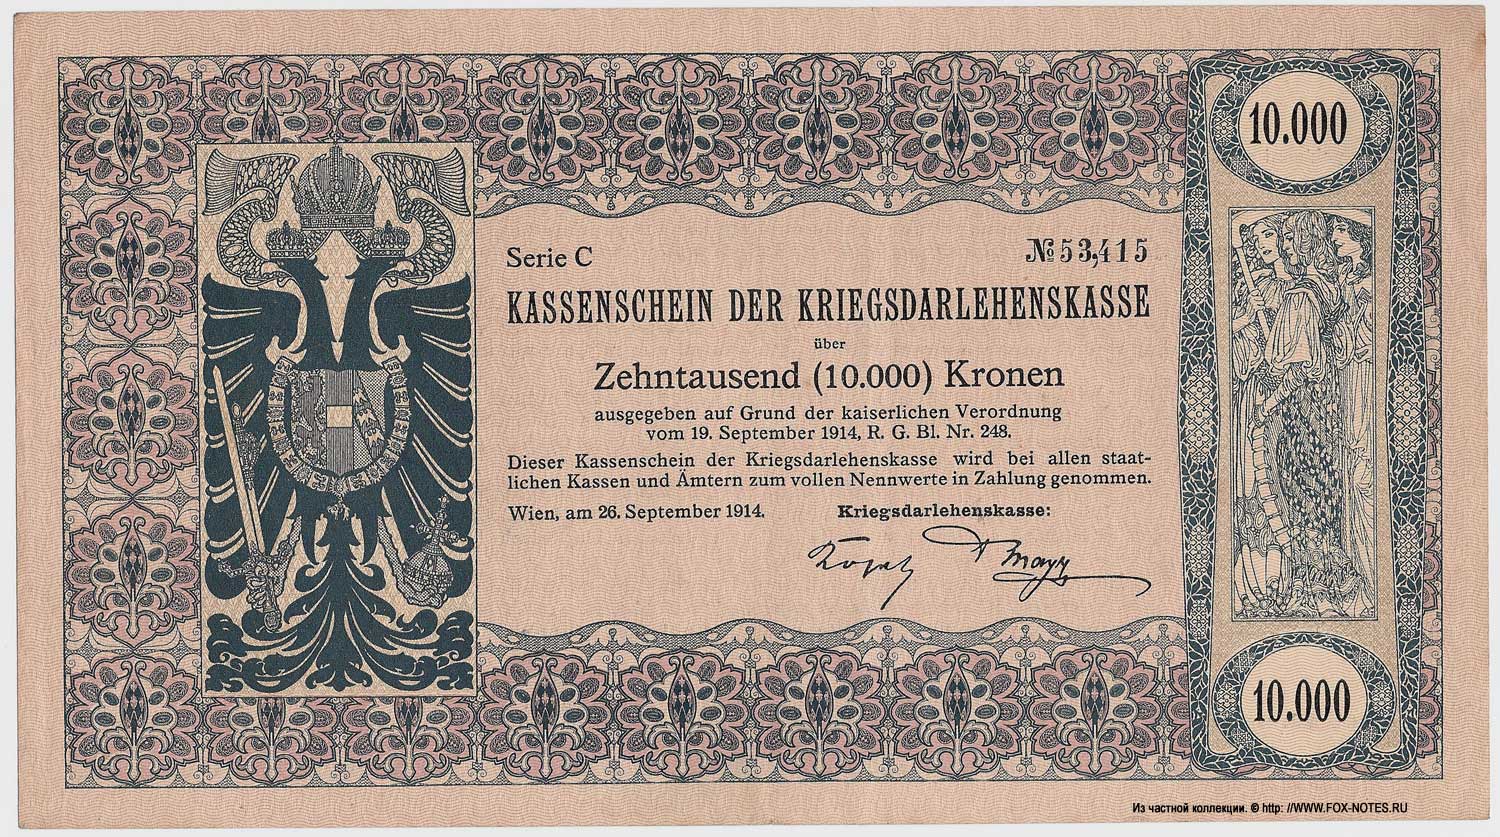 10.000
Serie C
№ 53,415
KASSENSCHEIN DER KRIEGSDARLEHENSKASSE
über
Zehntausend (10.000) Kronen
ausgegeben auf Grund der kaiserlichen Verordnung
vom 19. September 1914, R. G. Bl. Nr. 248.
Dieser Kassenschein der Kriegsdarlehenskasse wird bei allen staat-
lichen Kassen und Ämtern zum vollen Nennwerte in Zahlung genommen.
Wien, am 26. September 1914.
Kriegsdarlehenskasse:
10.000
Из частной коллекции. © http: //WWW.FOX-NOTES.RU